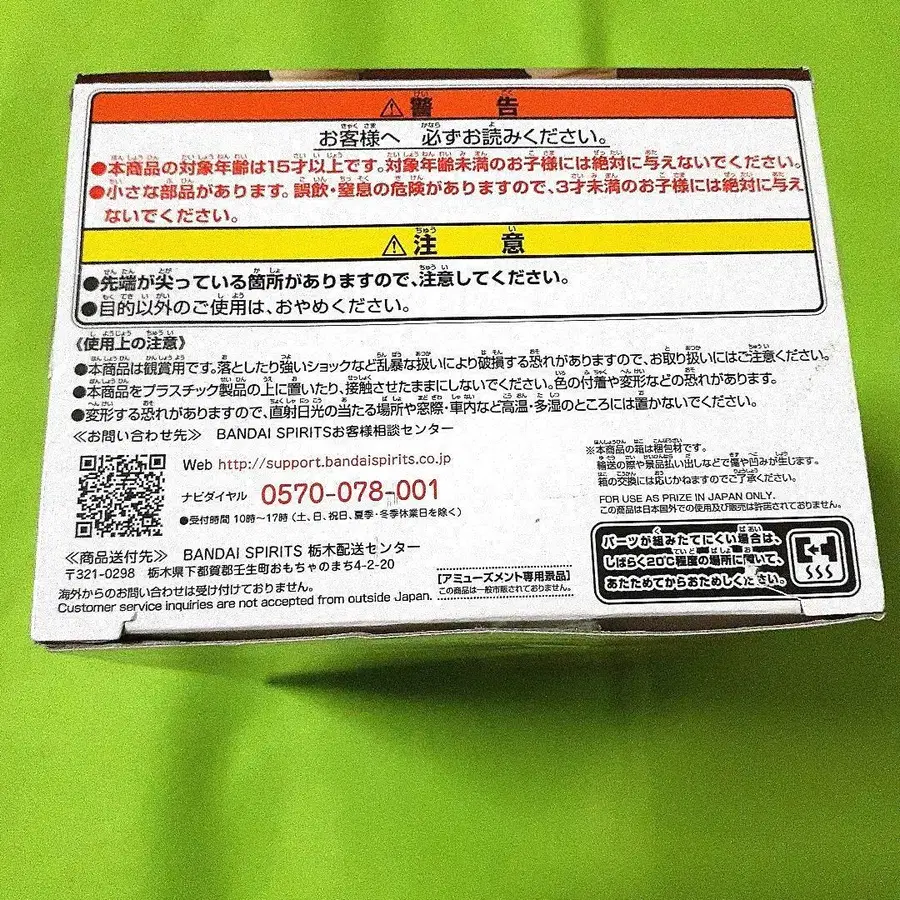 ⚠警告
お客様へ 必ずお読みください。
●本商品の対象年齢は15才以上です。対象年齢未満のお子様には絶対に与えないでください。
●小さな部品があります。誤飲・窒息の危険がありますので、3才未満のお子様には絶対に与え
ないでください。
⚠注意
●先端が尖っている箇所がありますので、注意してください。
●目的以外のご使用は、おやめください。
《使用上の注意》
●本商品は観賞用です。落としたり強いショックなど乱暴な扱いにより破損する恐れがありますので、お取り扱いにはご注意ください。
●本商品をプラスチック製品の上に置いたり、接触させたままにしないでください。色の付着や変形などの恐れがあります。
●変形する恐れがありますので、直射日光の当たる場所や窓際・車内など高温・多湿のところには置かないでください。
≪お問い合わせ先≫ BANDAI SPIRITSお客様相談センター
Web http://support.bandaispirits.co.jp
ナビダイヤル 0570-078-001
●受付時間 10時~17時（土、日、祝日、夏季・冬季休業日を除く）
≪商品送付先≫ BANDAI SPIRITS 栃木配送センター
〒321-0298 栃木県下都賀郡壬生町おもちゃのまち4-2-20
海外からのお問い合わせは受け付けておりません。
Customer service inquiries are not accepted from outside Japan.
【アミューズメント専用景品】
この商品は一般市販されておりません。
※本商品の箱は梱包材です。
輸送の際や景品払い出しなどで傷や凹みが生じます。
箱の交換には応じかねますのでご了承ください。
FOR USE AS PRIZE IN JAPAN ONLY.
この商品は日本国外での使用及び販売は許諾されておりません。
パーツが組みたてにくい場合は、
しばらく20℃程度の場所に置いて、
あたためてからおためしください。